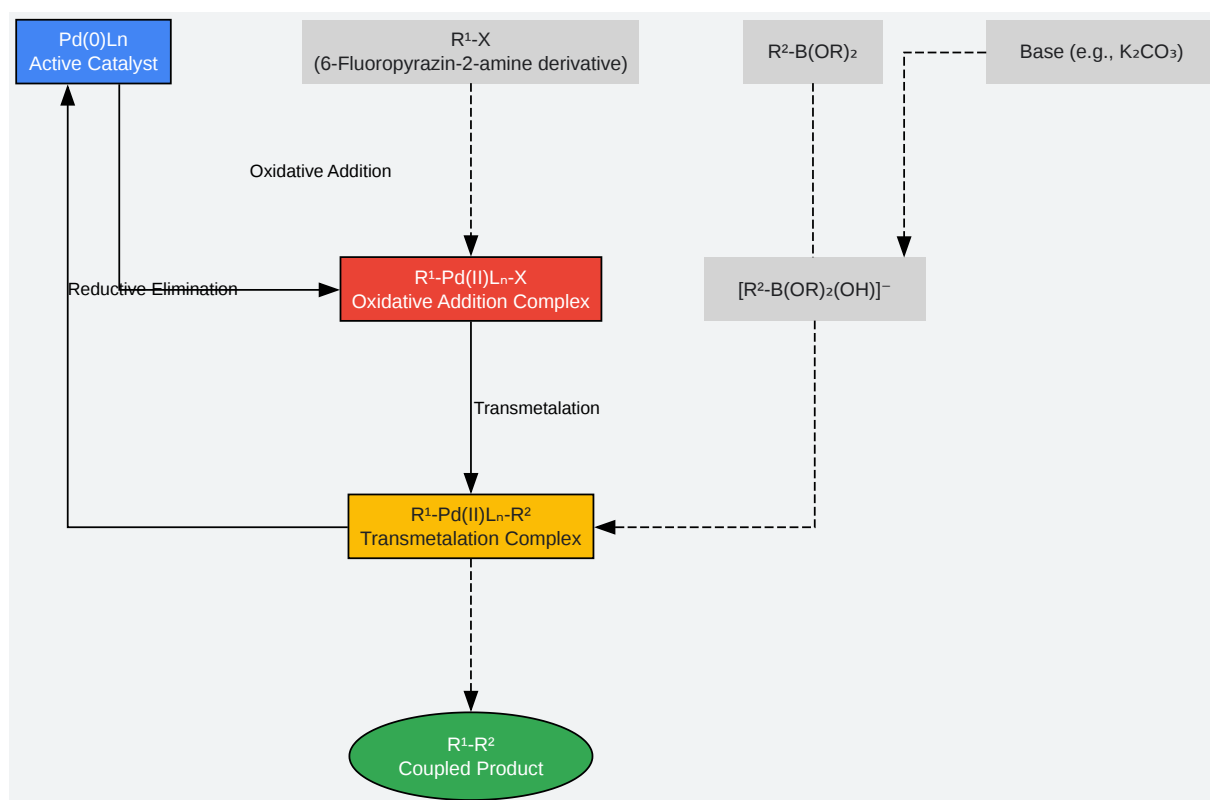 Pd(0)Ln
Active Catalyst
R¹-X
(6-Fluoropyrazin-2-amine derivative)
R²-B(OR)₂
Base (e.g., K₂CO₃)
Oxidative Addition
R¹-Pd(II)Lₙ-X
Oxidative Addition Complex
Reductive Elimination
[R²-B(OR)₂(OH)]⁻
Transmetalation
R¹-Pd(II)Lₙ-R²
Transmetalation Complex
R¹-R²
Coupled Product